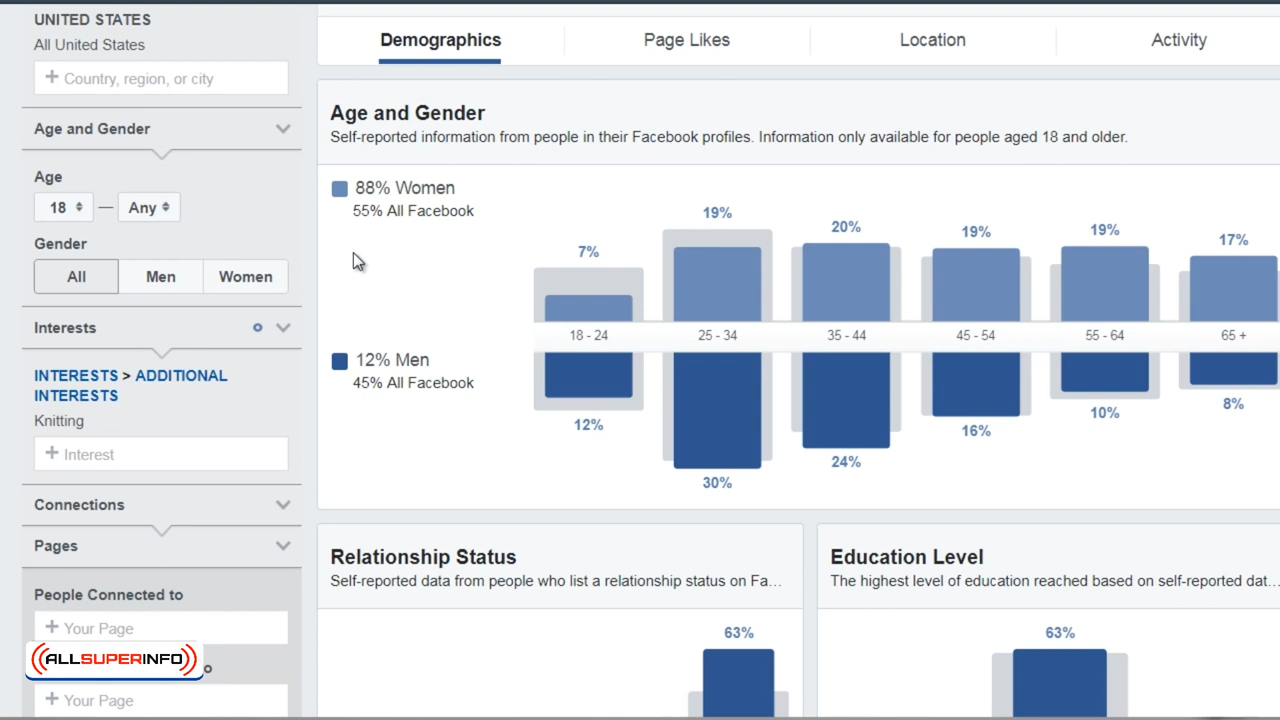 UNITED STATES
All United States
Country, region, or city
Age and Gender
Age
18 — Any
Gender
All Men Women
Interests
INTERESTS > ADDITIONAL
INTERESTS
Knitting
Interest
Connections
Pages
People Connected to
Your Page
ALLSUPERINFO
Your Page
Demographics Page Likes Location Activity
Age and Gender
Self-reported information from people in their Facebook profiles. Information only available for people aged 18 and older.
88% Women
55% All Facebook
7% 19% 20% 19% 19% 17%
18 - 24 25 - 34 35 - 44 45 - 54 55 - 64 65 +
12% Men
45% All Facebook
12% 30% 24% 16% 10% 8%
Relationship Status
Self-reported data from people who list a relationship status on Fa...
63%
Education Level
The highest level of education reached based on self-reported dat...
63%